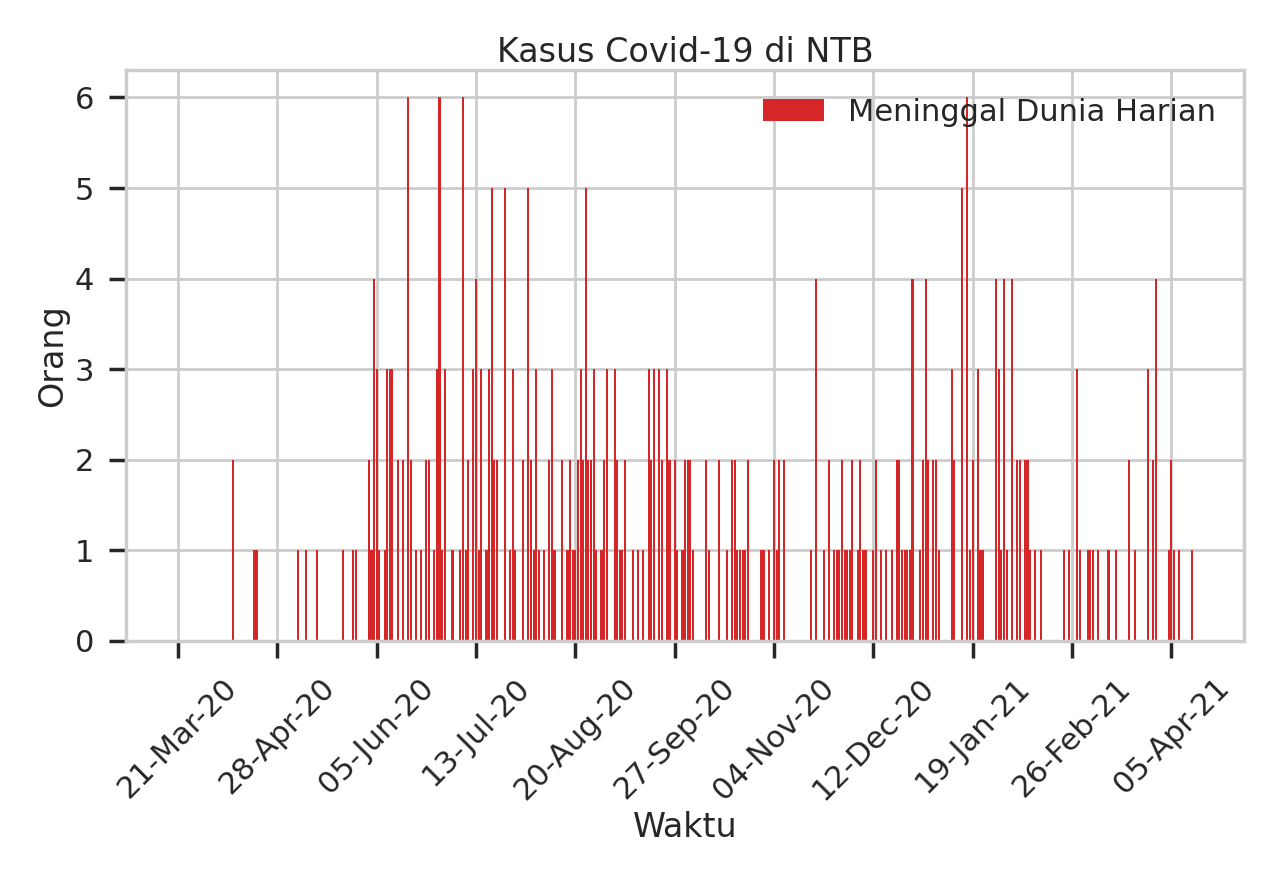 Kasus Covid-19 di NTB
Meninggal Dunia Harian
Orang
6
5
4
3
2
1
0
21-Mar-20
28-Apr-20
05-Jun-20
13-Jul-20
20-Aug-20
27-Sep-20
04-Nov-20
12-Dec-20
19-Jan-21
26-Feb-21
05-Apr-21
Waktu